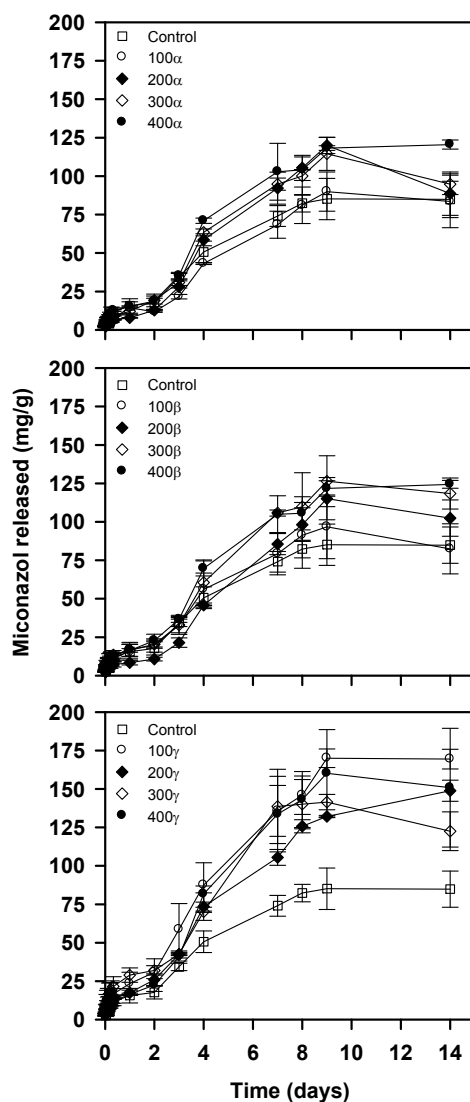 200
175
150
125
100
75
50
25
0
Control
100α
200α
300α
400α
200
175
150
125
100
75
50
25
0
Control
100β
200β
300β
400β
Miconazol released (mg/g)
200
175
150
125
100
75
50
25
0
Control
100γ
200γ
300γ
400γ
0 2 4 6 8 10 12 14
Time (days)